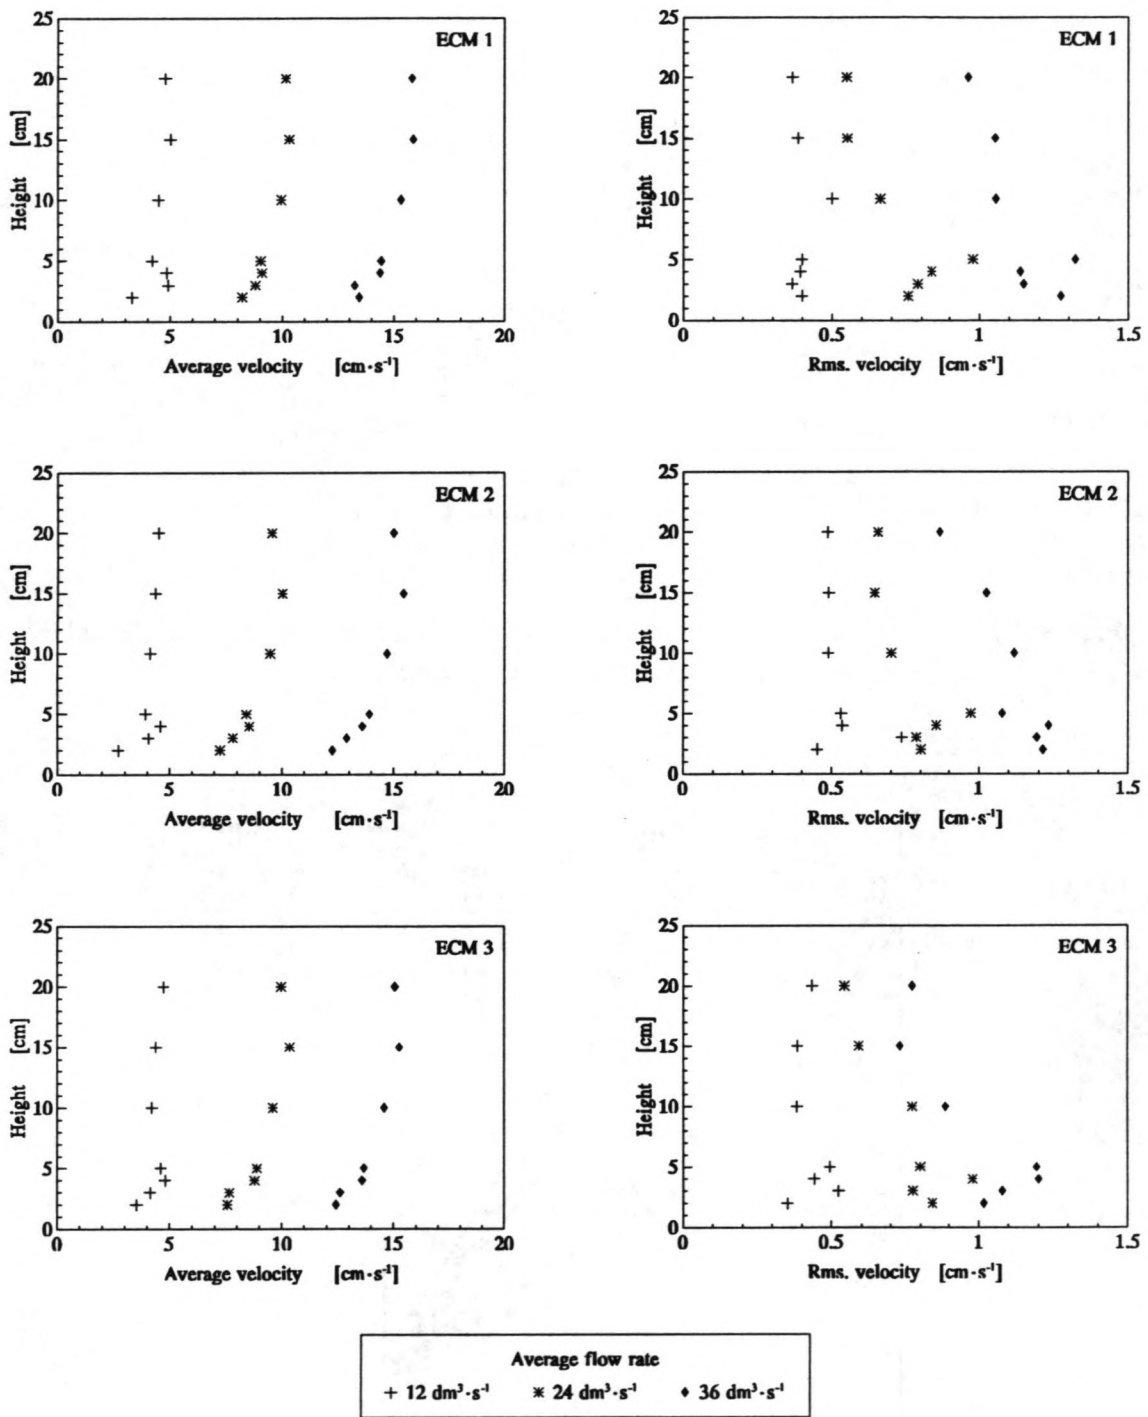 ECM 1
25
20
15
10
5
0
Height [cm]
0 5 10 15 20
Average velocity [cm·s⁻¹]
ECM 1
25
20
15
10
5
0
Height [cm]
0 0.5 1 1.5
Rms. velocity [cm·s⁻¹]
ECM 2
25
20
15
10
5
0
Height [cm]
0 5 10 15 20
Average velocity [cm·s⁻¹]
ECM 2
25
20
15
10
5
0
Height [cm]
0 0.5 1 1.5
Rms. velocity [cm·s⁻¹]
ECM 3
25
20
15
10
5
0
Height [cm]
0 5 10 15 20
Average velocity [cm·s⁻¹]
ECM 3
25
20
15
10
5
0
Height [cm]
0 0.5 1 1.5
Rms. velocity [cm·s⁻¹]
Average flow rate
+ 12 dm³·s⁻¹ ✳ 24 dm³·s⁻¹ ♦ 36 dm³·s⁻¹